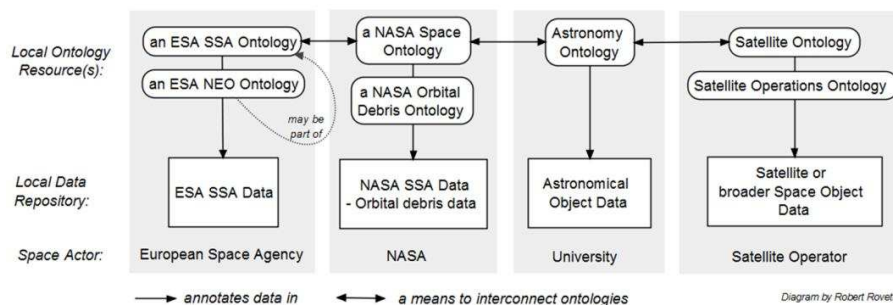 Local Ontology
Resource(s):
an ESA SSA Ontology
an ESA NEO Ontology
may be
part of
a NASA Space
Ontology
a NASA Orbital
Debris Ontology
Astronomy
Ontology
Satellite Ontology
Satellite Operations Ontology
Local Data
Repository:
ESA SSA Data
NASA SSA Data
- Orbital debris data
Astronomical
Object Data
Satellite or
broader Space Object
Data
Space Actor:
European Space Agency
NASA
University
Satellite Operator
annotates data in
a means to interconnect ontologies
Diagram by Robert Rovet